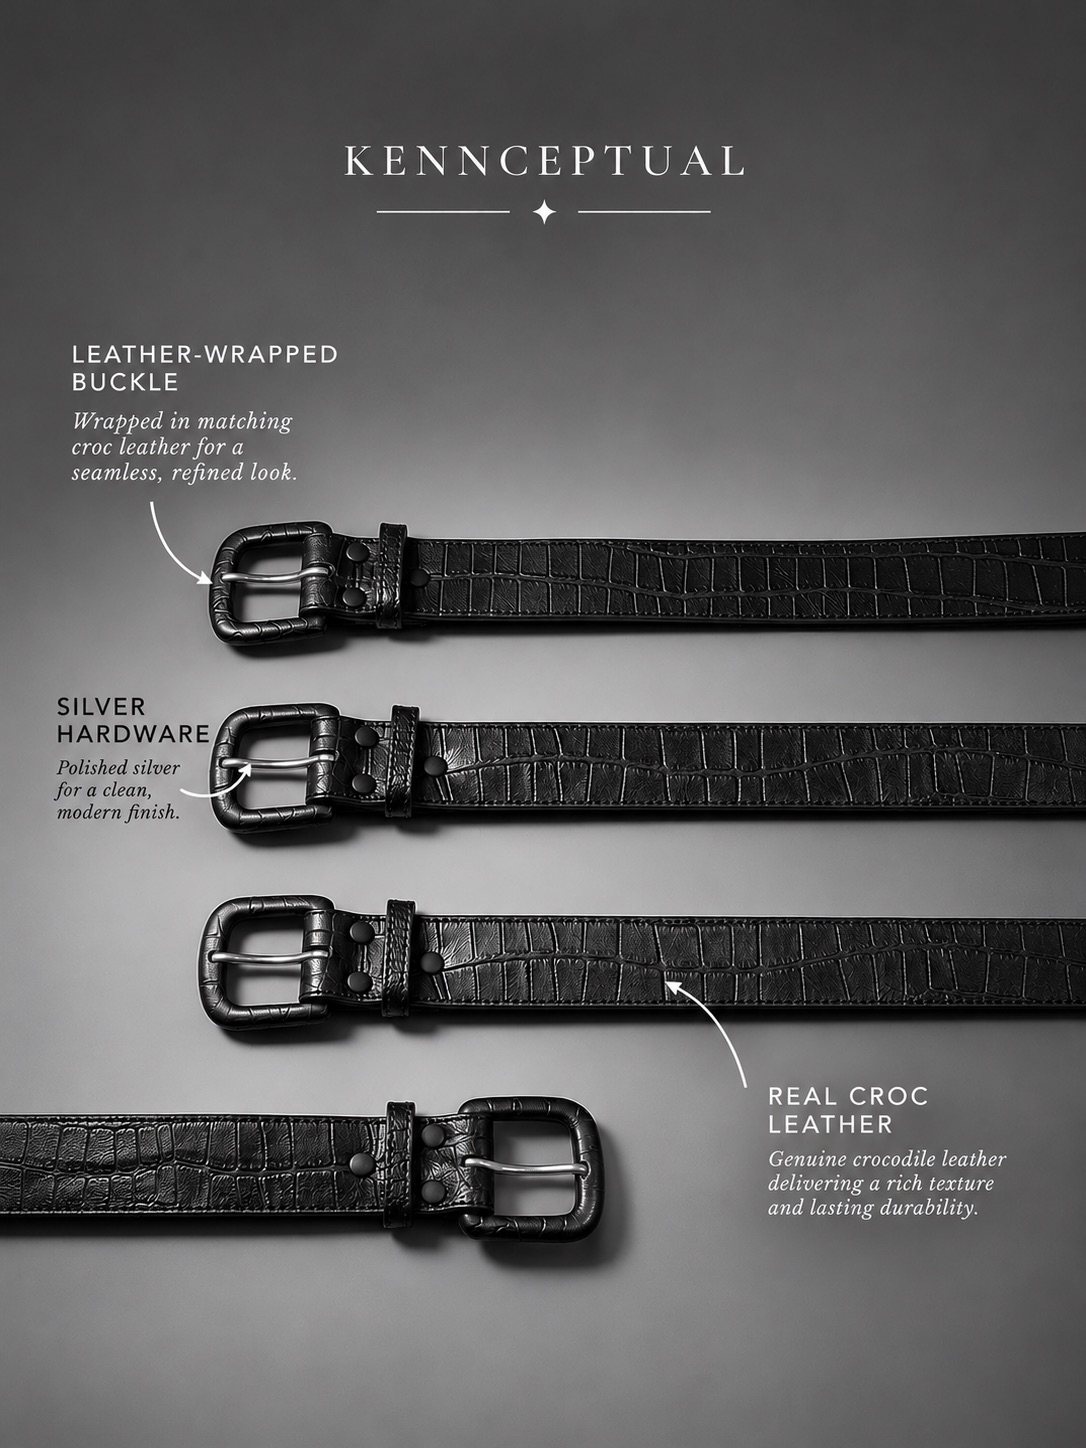 KENNCEPTUAL
LEATHER-WRAPPED
BUCKLE
Wrapped in matching
croc leather for a
seamless, refined look.
SILVER
HARDWARE
Polished silver
for a clean,
modern finish.
REAL CROC
LEATHER
Genuine crocodile leather
delivering a rich texture
and lasting durability.